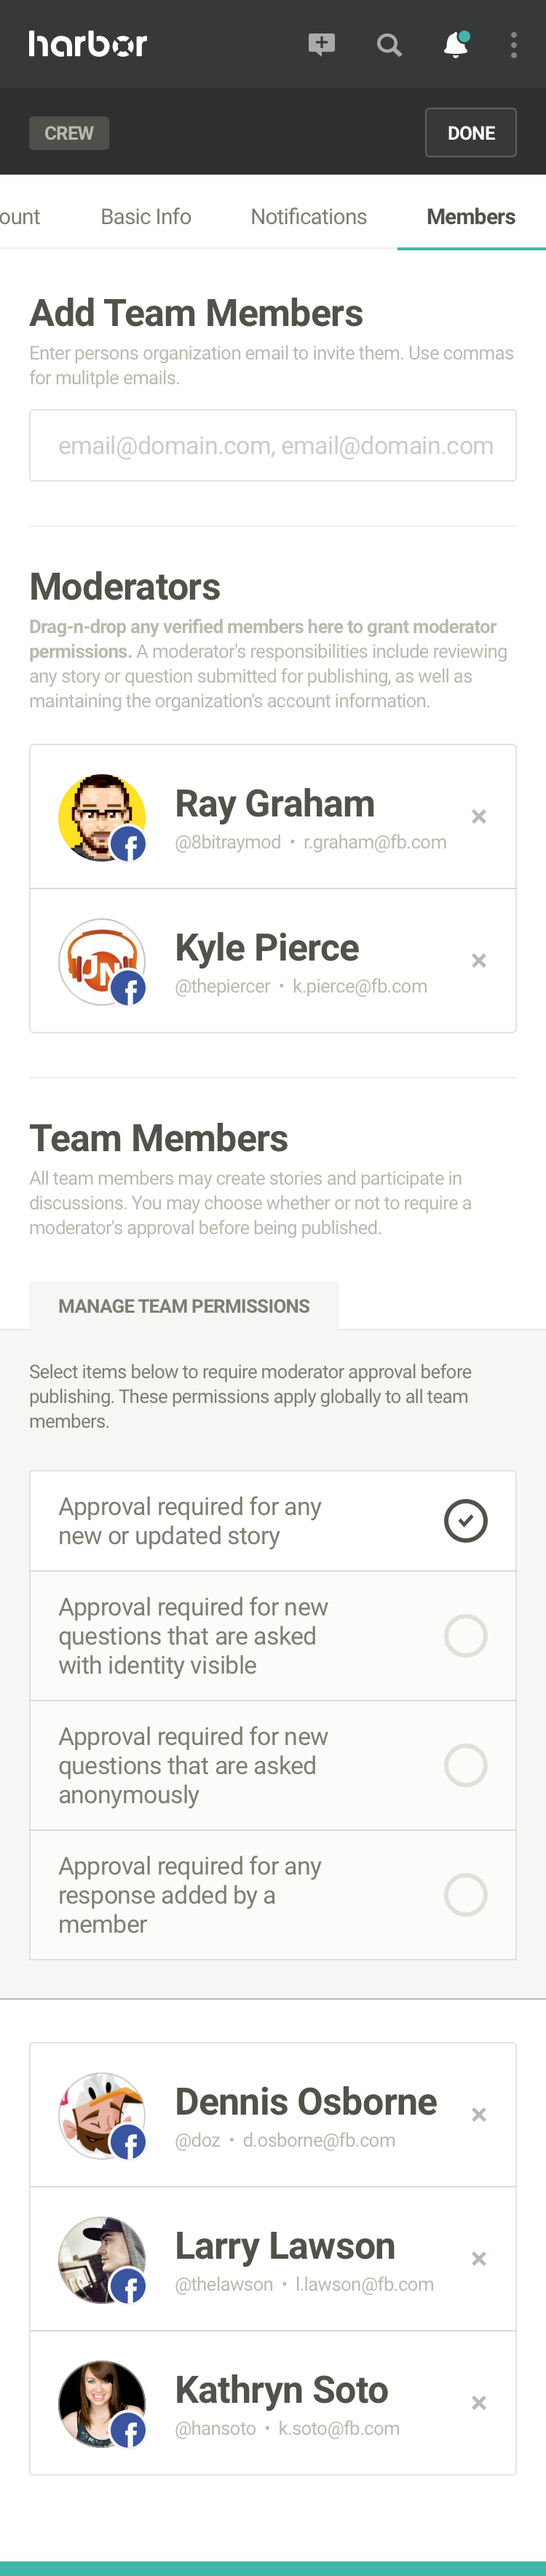 harbor
CREW
DONE
ount
Basic Info
Notifications
Members
Add Team Members
Enter persons organization email to invite them. Use commas
for mulitple emails.
email@domain.com, email@domain.com
Moderators
Drag-n-drop any verified members here to grant moderator
permissions. A moderator's responsibilities include reviewing
any story or question submitted for publishing, as well as
maintaining the organization's account information.
Ray Graham
@8bitraymod • r.graham@fb.com
JN
Kyle Pierce
@thepiercer • k.pierce@fb.com
Team Members
All team members may create stories and participate in
discussions. You may choose whether or not to require a
moderator's approval before being published.
MANAGE TEAM PERMISSIONS
Select items below to require moderator approval before
publishing. These permissions apply globally to all team
members.
Approval required for any
new or updated story
Approval required for new
questions that are asked
with identity visible
Approval required for new
questions that are asked
anonymously
Approval required for any
response added by a
member
Dennis Osborne
@doz • d.osborne@fb.com
Larry Lawson
@thelawson • l.lawson@fb.com
Kathryn Soto
@hansoto • k.soto@fb.com